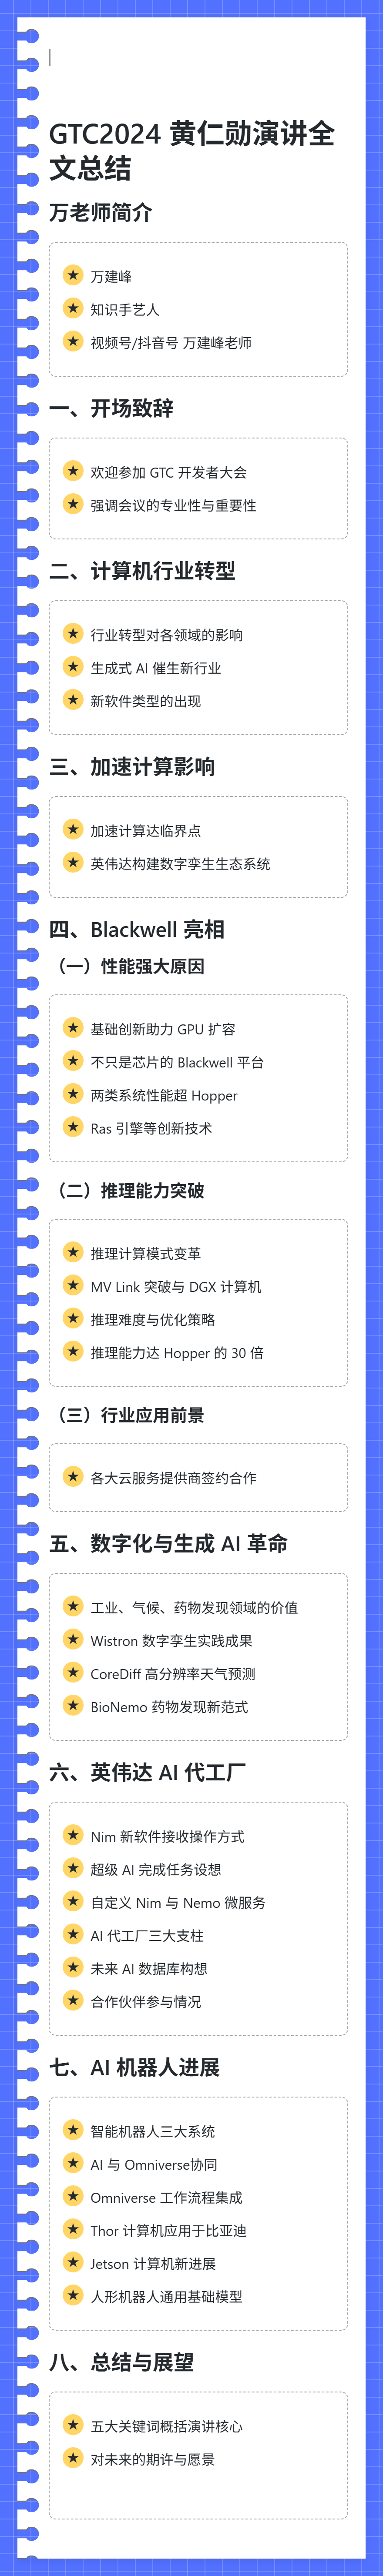 GTC2024 黄仁勋演讲全
文总结
万老师简介
万建峰
知识手艺人
视频号/抖音号 万建峰老师
一、开场致辞
欢迎参加 GTC 开发者大会
强调会议的专业性与重要性
二、计算机行业转型
行业转型对各领域的影响
生成式 AI 催生新行业
新软件类型的出现
三、加速计算影响
加速计算达临界点
英伟达构建数字孪生生态系统
四、Blackwell 亮相
（一）性能强大原因
基础创新助力 GPU 扩容
不只是芯片的 Blackwell 平台
两类系统性能超 Hopper
Ras 引擎等创新技术
（二）推理能力突破
推理计算模式变革
MV Link 突破与 DGX 计算机
推理难度与优化策略
推理能力达 Hopper 的 30 倍
（三）行业应用前景
各大云服务提供商签约合作
五、数字化与生成 AI 革命
工业、气候、药物发现领域的价值
Wistron 数字孪生实践成果
CoreDiff 高分辨率天气预测
BioNemo 药物发现新范式
六、英伟达 AI 代工厂
Nim 新软件接收操作方式
超级 AI 完成任务设想
自定义 Nim 与 Nemo 微服务
AI 代工厂三大支柱
未来 AI 数据库构想
合作伙伴参与情况
七、AI 机器人进展
智能机器人三大系统
AI 与 Omniverse协同
Omniverse 工作流程集成
Thor 计算机应用于比亚迪
Jetson 计算机新进展
人形机器人通用基础模型
八、总结与展望
五大关键词概括演讲核心
对未来的期许与愿景